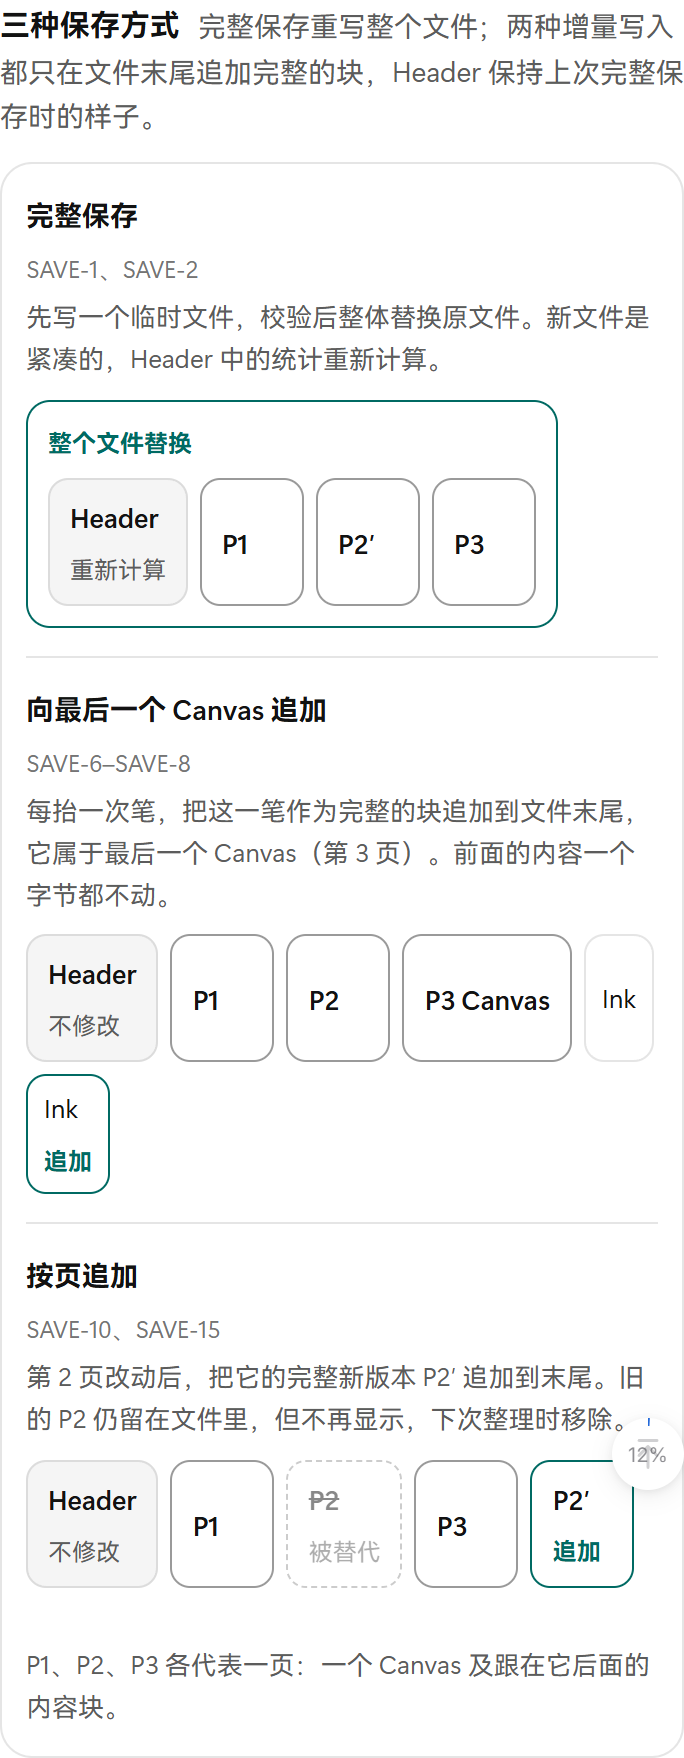 三种保存方式 完整保存重写整个文件；两种增量写入
都只在文件末尾追加完整的块，Header 保持上次完整保
存时的样子。
完整保存
SAVE-1、SAVE-2
先写一个临时文件，校验后整体替换原文件。新文件是
紧凑的，Header 中的统计重新计算。
整个文件替换
Header
重新计算
P1
P2′
P3
向最后一个 Canvas 追加
SAVE-6–SAVE-8
每抬一次笔，把这一笔作为完整的块追加到文件末尾，
它属于最后一个 Canvas（第 3 页）。前面的内容一个
字节都不动。
Header
不修改
P1
P2
P3 Canvas
Ink
Ink
追加
按页追加
SAVE-10、SAVE-15
第 2 页改动后，把它的完整新版本 P2′ 追加到末尾。旧
的 P2 仍留在文件里，但不再显示，下次整理时移除。
12%
Header
不修改
P1
P2
被替代
P3
P2′
追加
P1、P2、P3 各代表一页：一个 Canvas 及跟在它后面的
内容块。